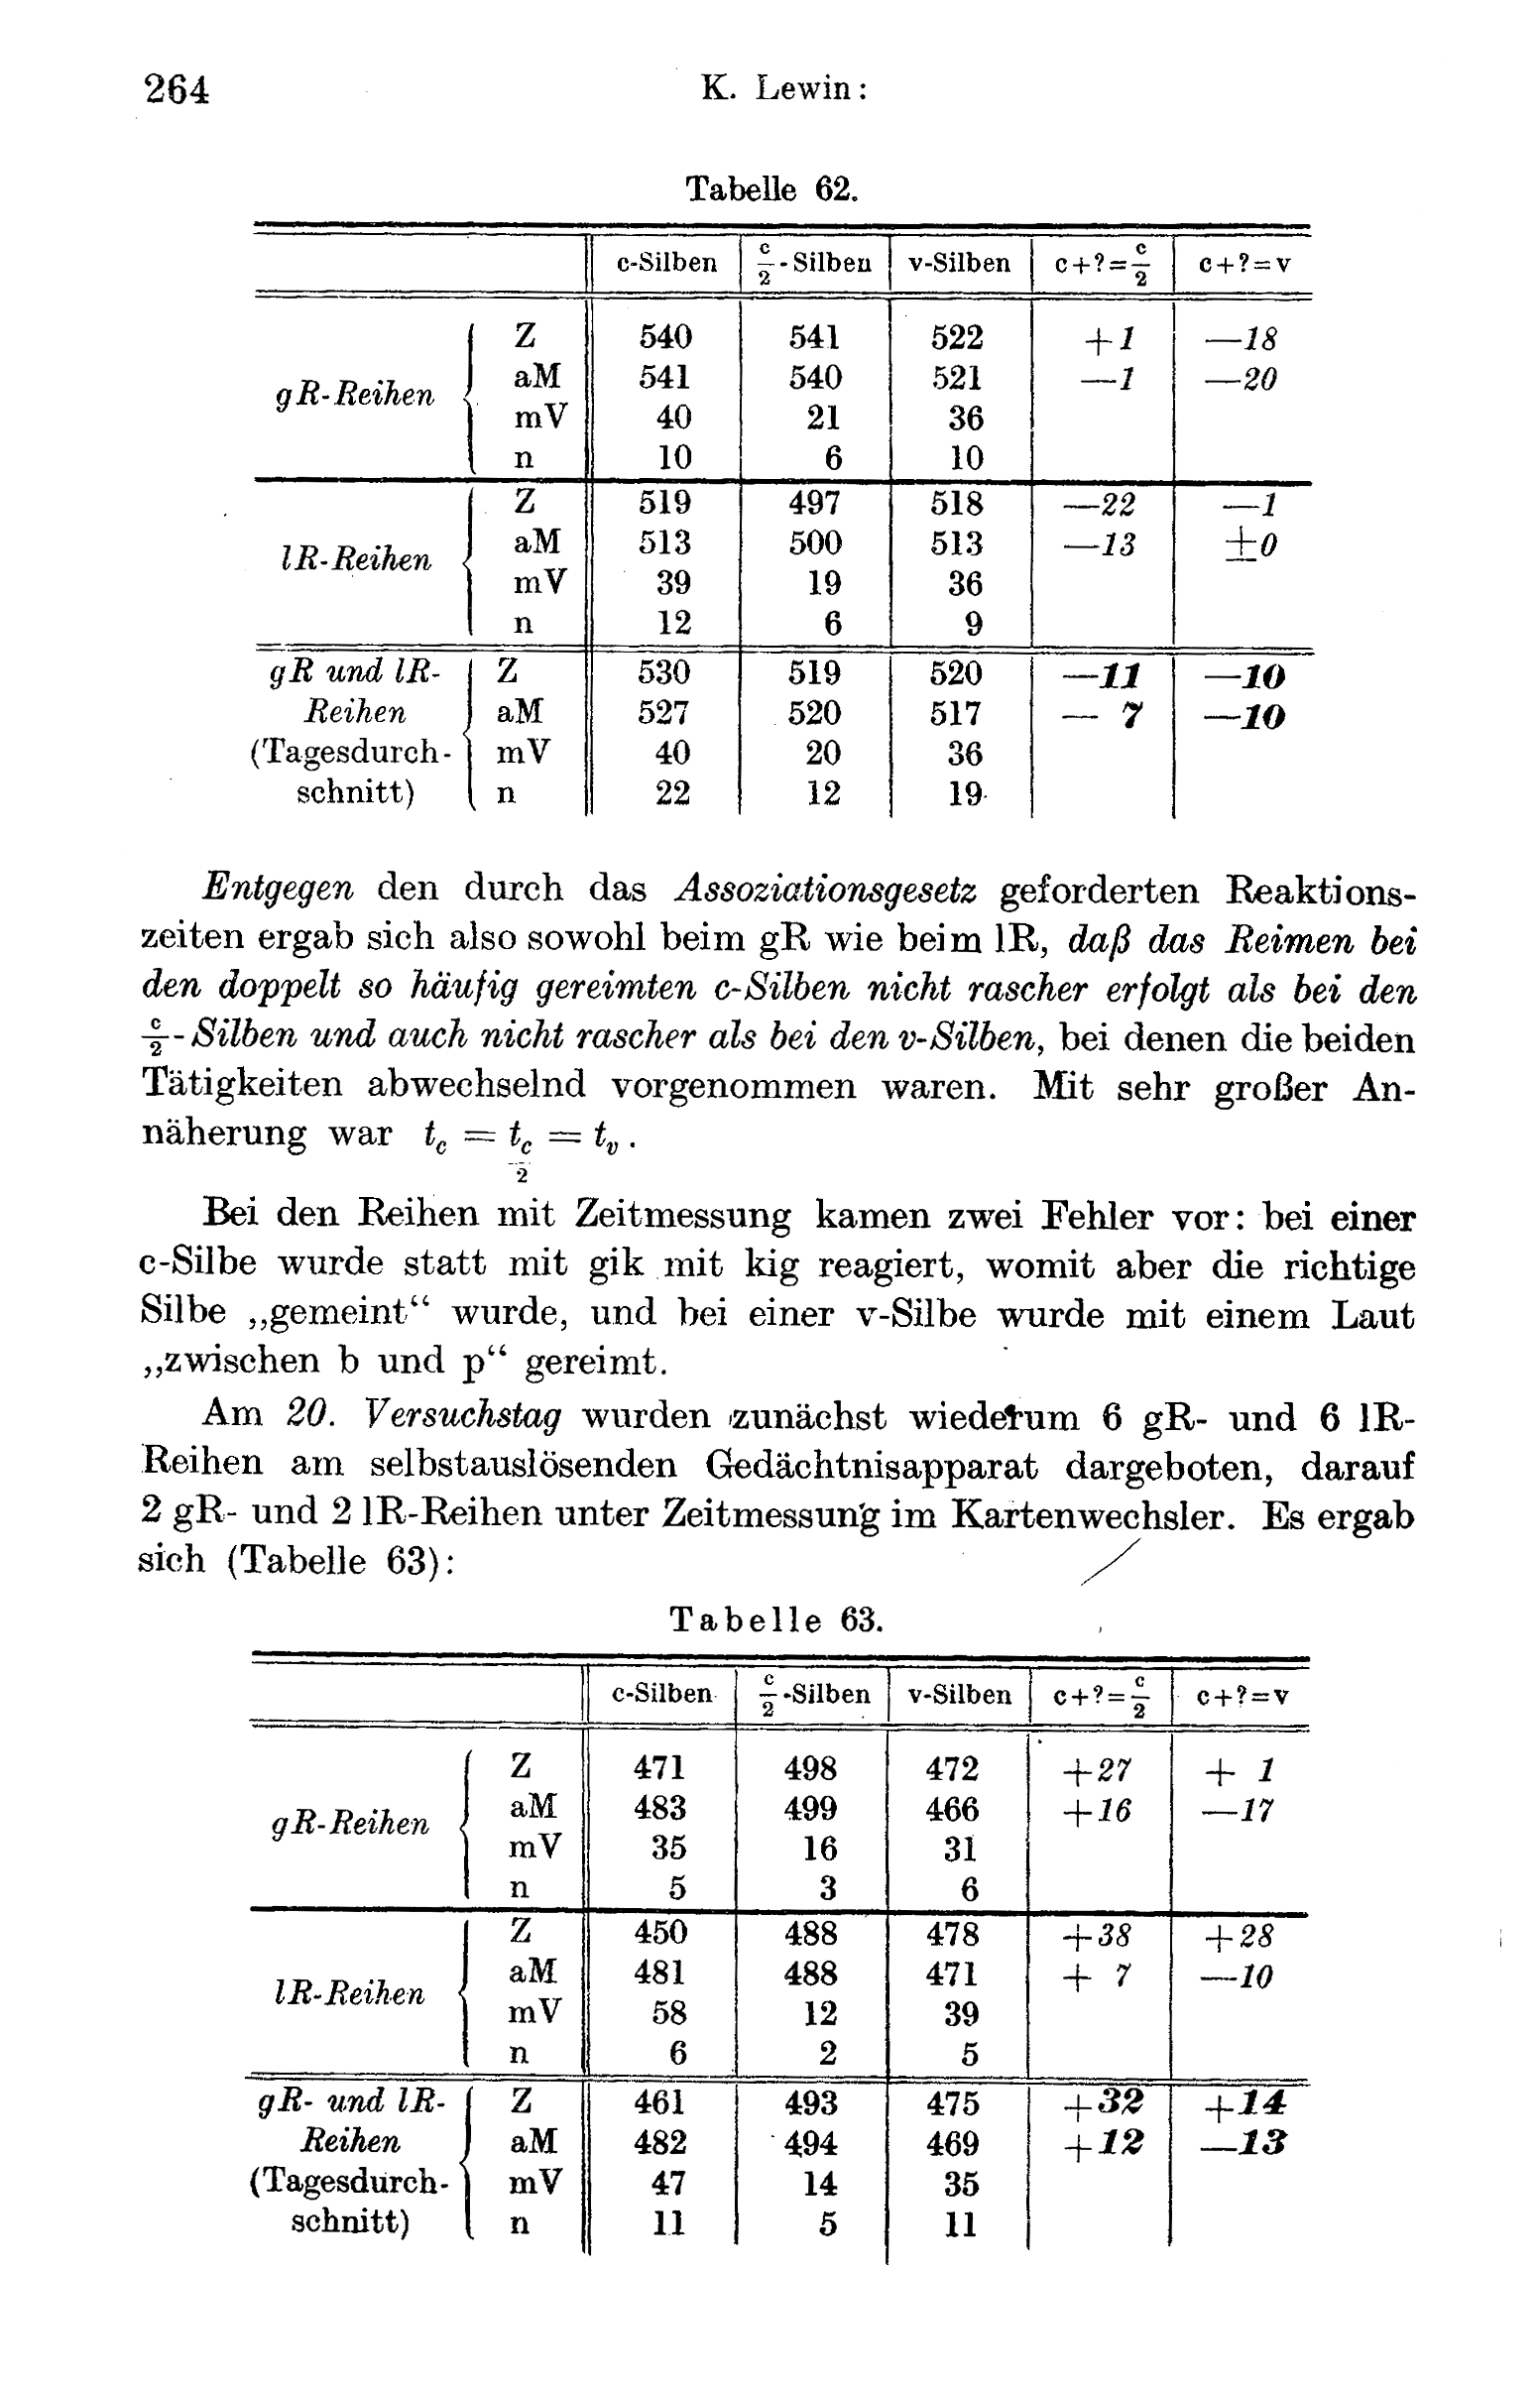 264 K. Lewin:
Tabelle 62.
c-Silben c/2-Silben v-Silben c+?=c/2 c+?=v
gR-Reihen Z 540 541 522 +1 —18
aM 541 540 521 —1 —20
mV 40 21 36
n 10 6 10
lR-Reihen Z 519 497 518 —22 —1
aM 513 500 513 —13 ±0
mV 39 19 36
n 12 6 9
gR und lR- Z 530 519 520 —11 —10
Reihen aM 527 520 517 — 7 —10
(Tagesdurch- mV 40 20 36
schnitt) n 22 12 19
Entgegen den durch das Assoziationsgesetz geforderten Reaktions-
zeiten ergab sich also sowohl beim gR wie beim lR, daß das Reimen bei
den doppelt so häufig gereimten c-Silben nicht rascher erfolgt als bei den
c/2-Silben und auch nicht rascher als bei den v-Silben, bei denen die beiden
Tätigkeiten abwechselnd vorgenommen waren. Mit sehr großer An-
näherung war t_c = t_c/2 = t_v.
Bei den Reihen mit Zeitmessung kamen zwei Fehler vor: bei einer
c-Silbe wurde statt mit gik mit kig reagiert, womit aber die richtige
Silbe „gemeint“ wurde, und bei einer v-Silbe wurde mit einem Laut
„zwischen b und p“ gereimt.
Am 20. Versuchstag wurden zunächst wiederum 6 gR- und 6 lR-
Reihen am selbstauslösenden Gedächtnisapparat dargeboten, darauf
2 gR- und 2 lR-Reihen unter Zeitmessung im Kartenwechsler. Es ergab
sich (Tabelle 63):
Tabelle 63.
c-Silben c/2-Silben v-Silben c+?=c/2 c+?=v
gR-Reihen Z 471 498 472 +27 + 1
aM 483 499 466 +16 —17
mV 35 16 31
n 5 3 6
lR-Reihen Z 450 488 478 +38 +28
aM 481 488 471 + 7 —10
mV 58 12 39
n 6 2 5
gR- und lR- Z 461 493 475 +32 +14
Reihen aM 482 494 469 +12 —13
(Tagesdurch- mV 47 14 35
schnitt) n 11 5 11